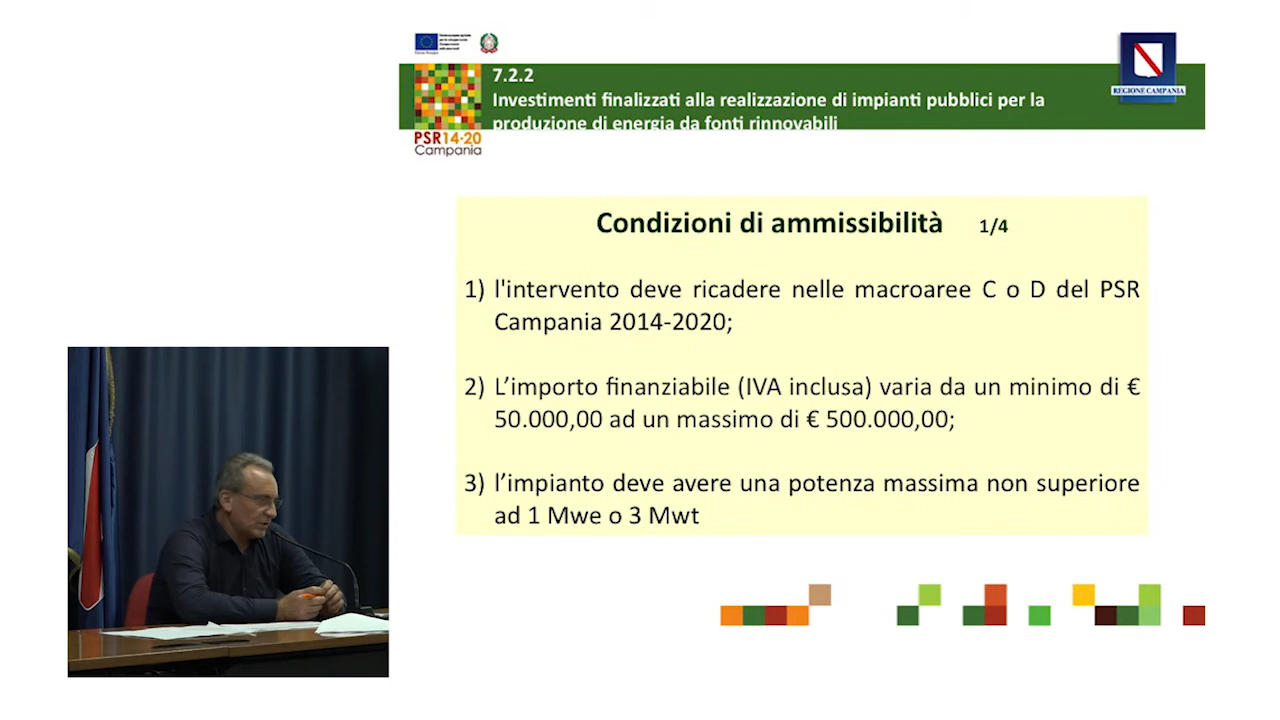 7.2.2
Investimenti finalizzati alla realizzazione di impianti pubblici per la
produzione di energia da fonti rinnovabili
REGIONE CAMPANIA
PSR14-20
Campania
Condizioni di ammissibilità 1/4
1) l'intervento deve ricadere nelle macroaree C o D del PSR
Campania 2014-2020;
2) L’importo finanziabile (IVA inclusa) varia da un minimo di €
50.000,00 ad un massimo di € 500.000,00;
3) l’impianto deve avere una potenza massima non superiore
ad 1 Mwe o 3 Mwt